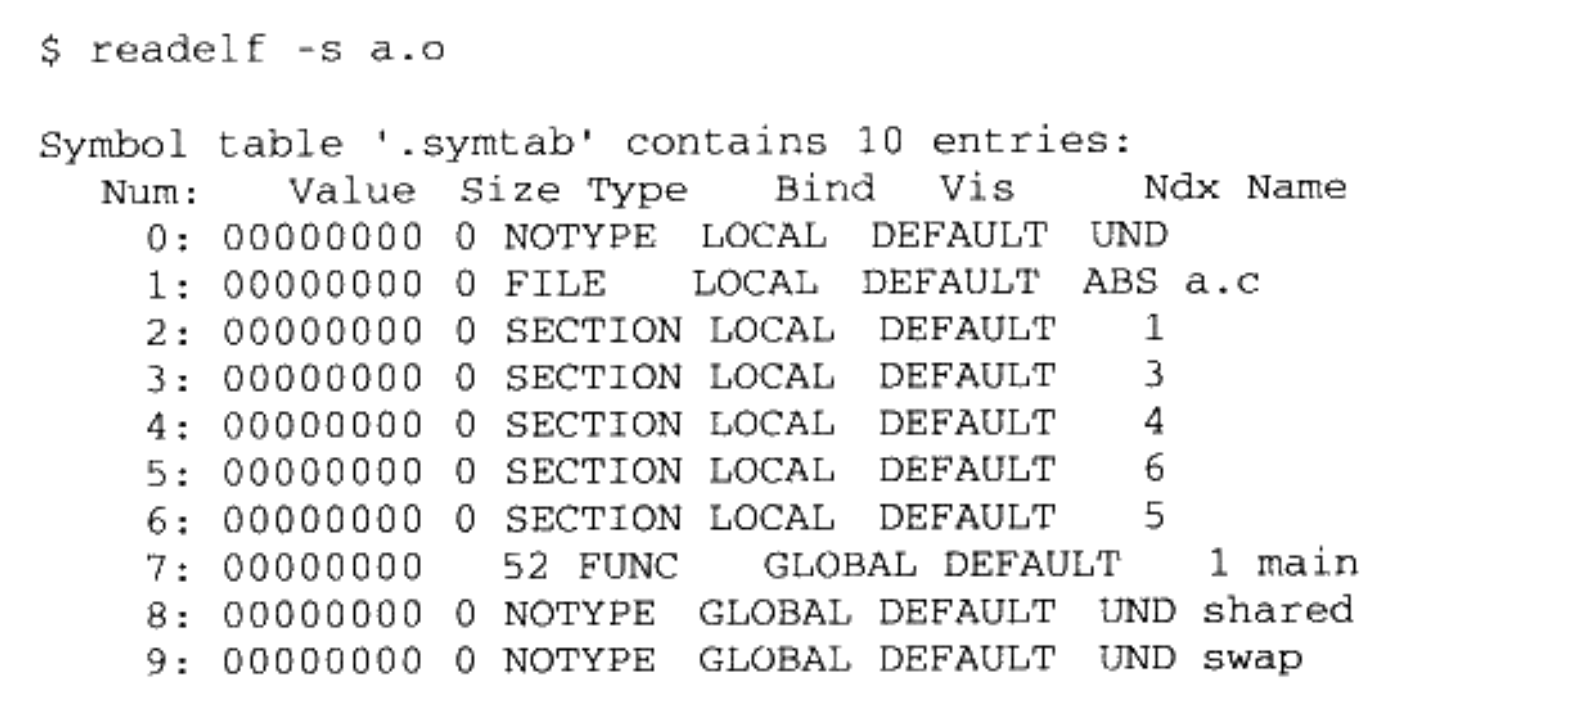 $ readelf -s a.o
Symbol table '.symtab' contains 10 entries:
Num: Value Size Type Bind Vis Ndx Name
0: 00000000 0 NOTYPE LOCAL DEFAULT UND
1: 00000000 0 FILE LOCAL DEFAULT ABS a.c
2: 00000000 0 SECTION LOCAL DEFAULT 1
3: 00000000 0 SECTION LOCAL DEFAULT 3
4: 00000000 0 SECTION LOCAL DEFAULT 4
5: 00000000 0 SECTION LOCAL DEFAULT 6
6: 00000000 0 SECTION LOCAL DEFAULT 5
7: 00000000 52 FUNC GLOBAL DEFAULT 1 main
8: 00000000 0 NOTYPE GLOBAL DEFAULT UND shared
9: 00000000 0 NOTYPE GLOBAL DEFAULT UND swap